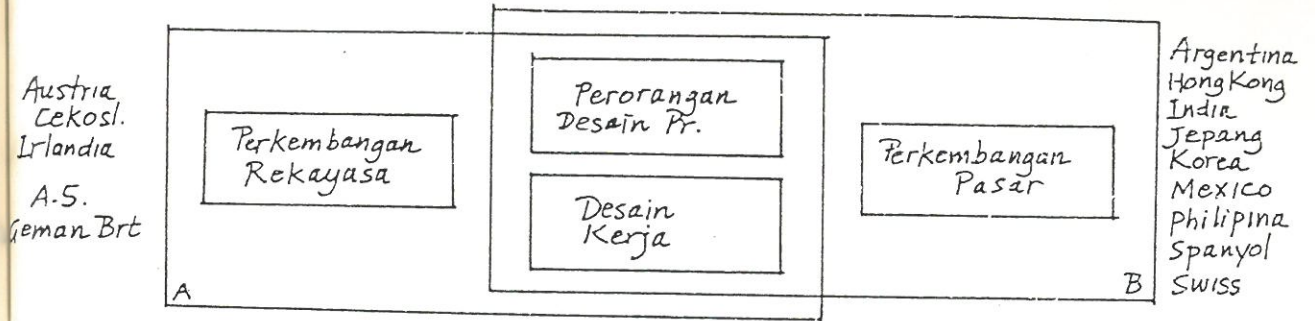 Austria
Cekosl.
Irlandia
A.S.
Jeman Brt
Perkembangan
Rekayasa
A
Perorangan
Desain Pr.
Desain
Kerja
Perkembangan
Pasar
B
Argentina
Hong Kong
India
Jepang
Korea
Mexico
Philipina
Spanyol
Swiss